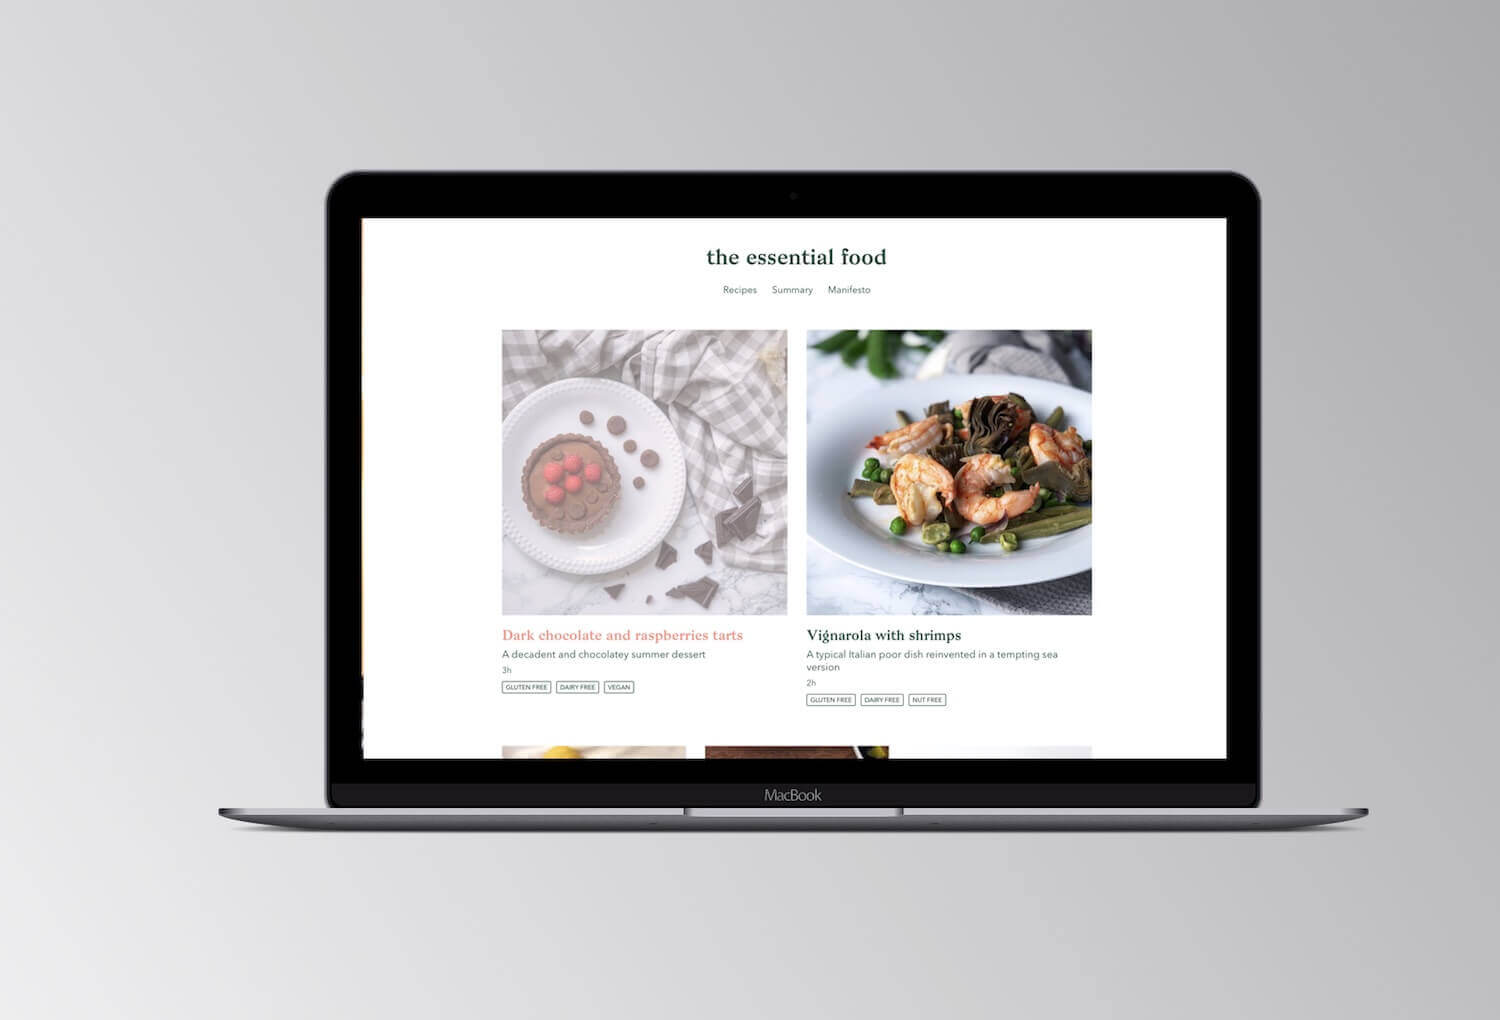 the essential food
Recipes Summary Manifesto
Dark chocolate and raspberries tarts
A decadent and chocolatey summer dessert
3h
GLUTEN FREE DAIRY FREE VEGAN
Vignarola with shrimps
A typical Italian poor dish reinvented in a tempting sea
version
2h
GLUTEN FREE DAIRY FREE NUT FREE
MacBook